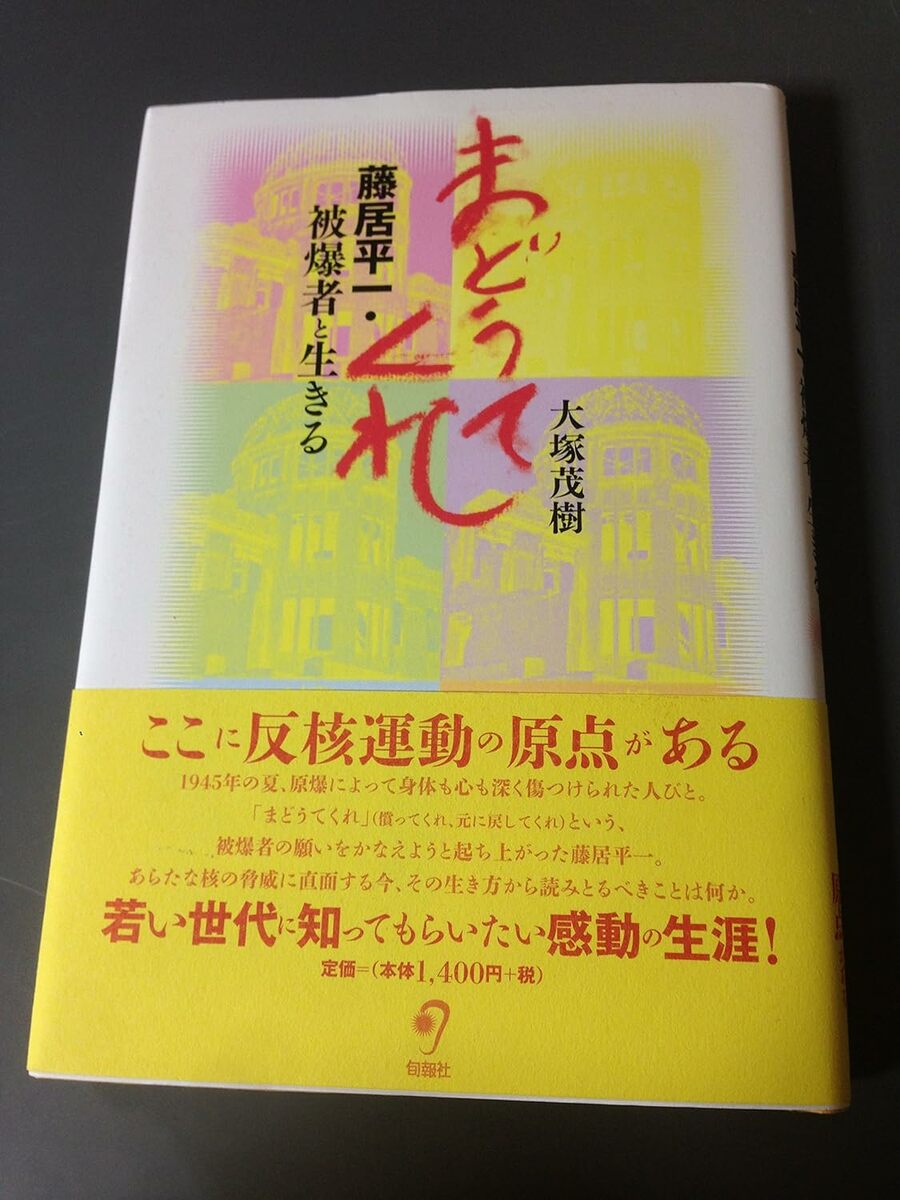 まどうて
くれ
藤居平一・
被爆者と生きる
大塚茂樹
ここに反核運動の原点がある
1945年の夏、原爆によって身体も心も深く傷つけられた人びと。
「まどうてくれ」(償ってくれ、元に戻してくれ)という、
被爆者の願いをかなえようと起ち上がった藤居平一。
あらたな核の脅威に直面する今、その生き方から読みとるべきことは何か。
若い世代に知ってもらいたい感動の生涯!
定価=(本体1,400円+税)
旬報社